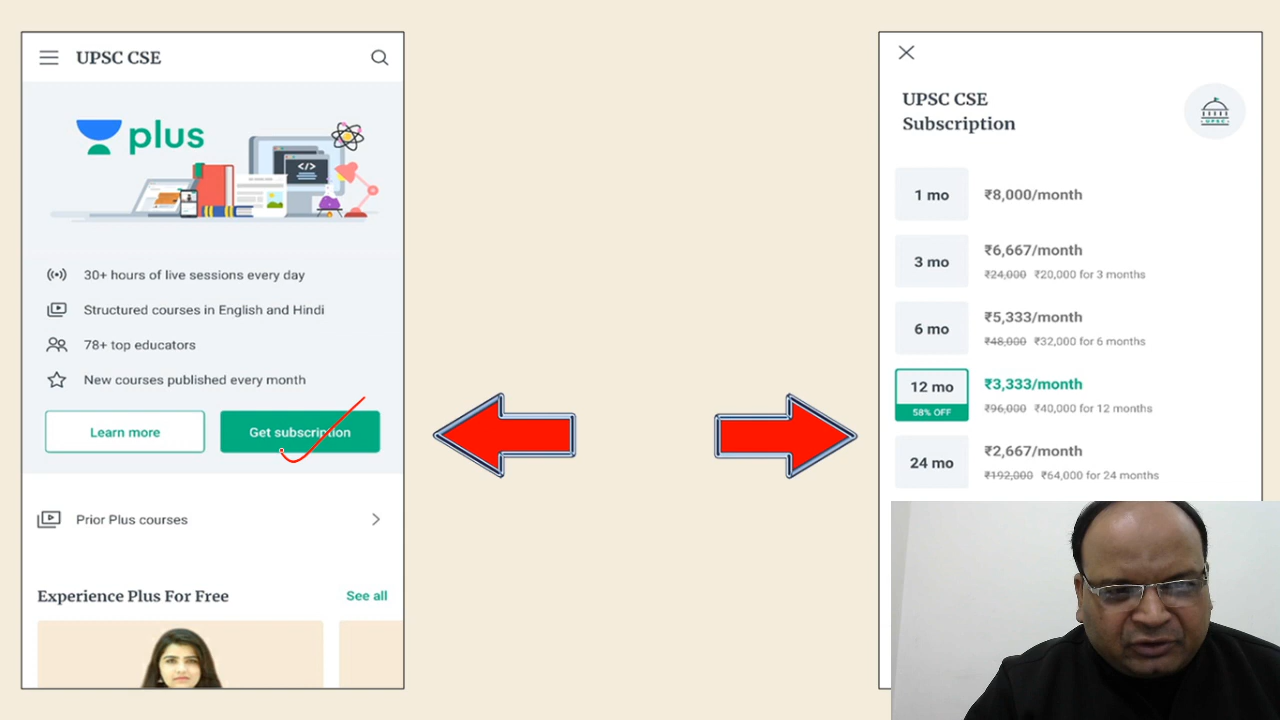 UPSC CSE
plus
</>
30+ hours of live sessions every day
Structured courses in English and Hindi
78+ top educators
New courses published every month
Learn more
Get subscription
Prior Plus courses
Experience Plus For Free
See all
UPSC CSE
Subscription
UPSC
1 mo
₹8,000/month
3 mo
₹6,667/month
₹24,000 ₹20,000 for 3 months
6 mo
₹5,333/month
₹48,000 ₹32,000 for 6 months
12 mo
58% OFF
₹3,333/month
₹96,000 ₹40,000 for 12 months
24 mo
₹2,667/month
₹192,000 ₹64,000 for 24 months